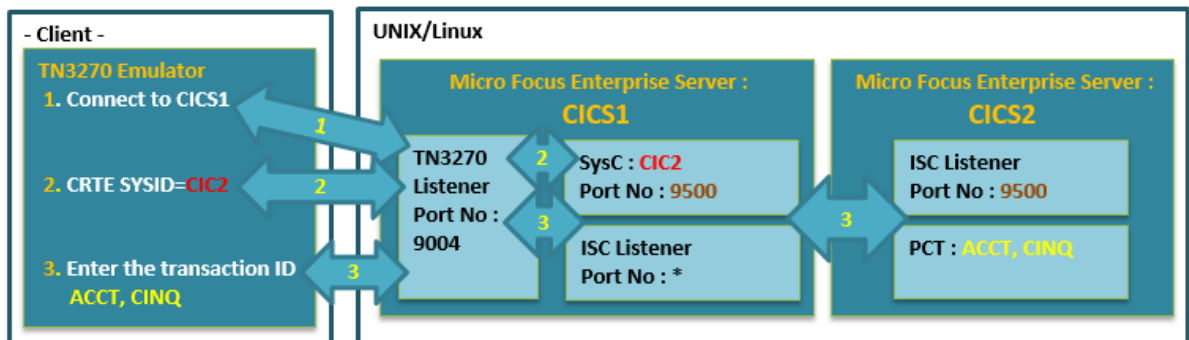 - Client -
TN3270 Emulator
1. Connect to CICS1
2. CRTE SYSID=CIC2
3. Enter the transaction ID
ACCT, CINQ
1
2
3
UNIX/Linux
Micro Focus Enterprise Server :
CICS1
TN3270
Listener
Port No :
9004
2
3
SysC : CIC2
Port No : 9500
ISC Listener
Port No : *
3
Micro Focus Enterprise Server :
CICS2
ISC Listener
Port No : 9500
PCT : ACCT, CINQ